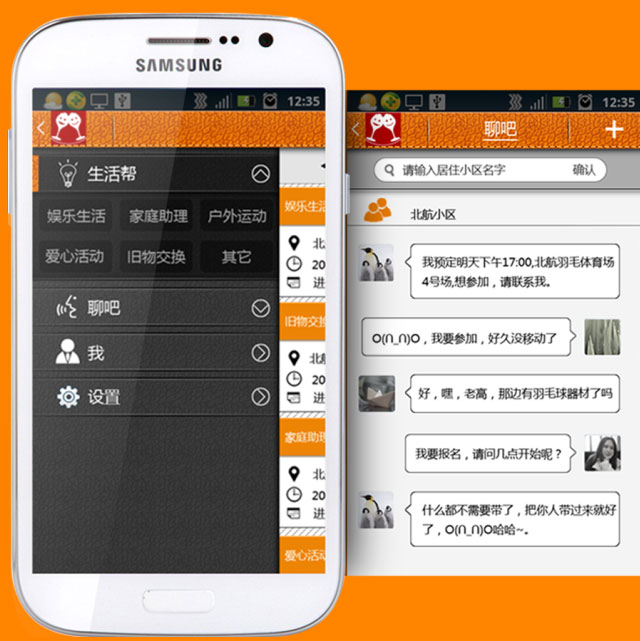 SAMSUNG
12:35
生活帮
娱乐生活
家庭助理
户外运动
爱心活动
旧物交换
其它
聊吧
我
设置
娱乐生
北
20
进
旧物交换
北航
20
进
家庭助理
北
20
进
爱心活动
12:35
聊吧
请输入居住小区名字
确认
北航小区
我预定明天下午17:00,北航羽毛体育场
4号场,想参加，请联系我。
O(∩_∩)O，我要参加，好久没移动了
好，嘿，老高，那边有羽毛球器材了吗
我要报名，请问几点开始呢？
什么都不需要带了，把你人带过来就好
了，O(∩_∩)O哈哈~。